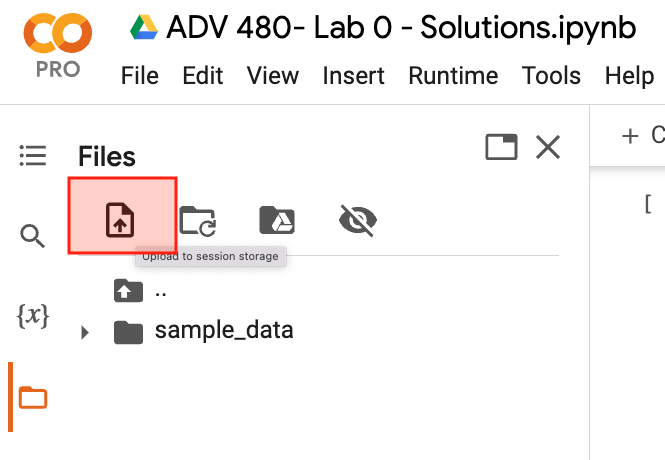 CO
PRO
ADV 480- Lab 0 - Solutions.ipynb
File Edit View Insert Runtime Tools Help
Files
+ C
[
Upload to session storage
..
{x}
sample_data